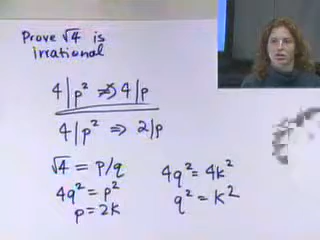 Prove √4 is
irrational
4|p² ⇏ 4|p
4|p² ⇒ 2|p
√4 = P/q
4q² = p²
p = 2k
4q² = 4k²
q² = k²